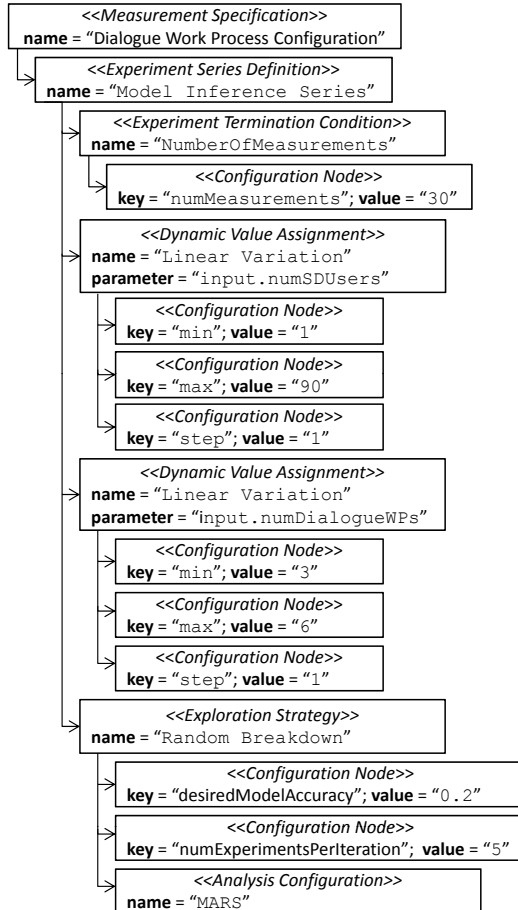 <<Measurement Specification>>
name = “Dialogue Work Process Configuration”
<<Experiment Series Definition>>
name = “Model Inference Series”
<<Experiment Termination Condition>>
name = “NumberOfMeasurements”
<<Configuration Node>>
key = “numMeasurements”; value = “30”
<<Dynamic Value Assignment>>
name = “Linear Variation”
parameter = “input.numSDUsers”
<<Configuration Node>>
key = “min”; value = “1”
<<Configuration Node>>
key = “max”; value = “90”
<<Configuration Node>>
key = “step”; value = “1”
<<Dynamic Value Assignment>>
name = “Linear Variation”
parameter = “input.numDialogueWPs”
<<Configuration Node>>
key = “min”; value = “3”
<<Configuration Node>>
key = “max”; value = “6”
<<Configuration Node>>
key = “step”; value = “1”
<<Exploration Strategy>>
name = “Random Breakdown”
<<Configuration Node>>
key = “desiredModelAccuracy”; value = “0.2”
<<Configuration Node>>
key = “numExperimentsPerIteration”; value = “5”
<<Analysis Configuration>>
name = “MARS”